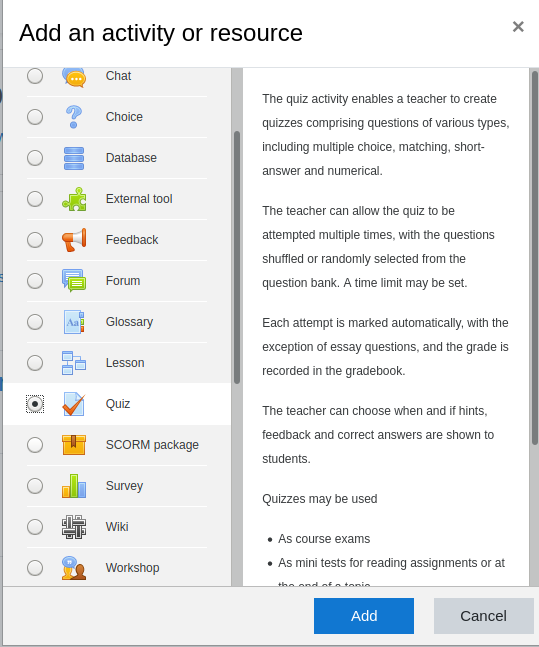 Add an activity or resource
×
Chat
Choice
Database
External tool
Feedback
Forum
Glossary
Lesson
Quiz
SCORM package
Survey
Wiki
Workshop
The quiz activity enables a teacher to create
quizzes comprising questions of various types,
including multiple choice, matching, short-
answer and numerical.
The teacher can allow the quiz to be
attempted multiple times, with the questions
shuffled or randomly selected from the
question bank. A time limit may be set.
Each attempt is marked automatically, with the
exception of essay questions, and the grade is
recorded in the gradebook.
The teacher can choose when and if hints,
feedback and correct answers are shown to
students.
Quizzes may be used
• As course exams
• As mini tests for reading assignments or at
the end of a topic
Add
Cancel